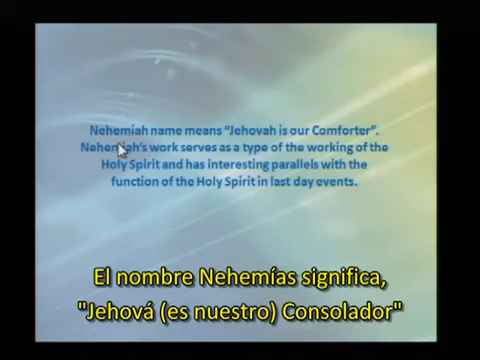 Nehemiah name means “Jehovah is our Comforter”.
Nehemiah’s work serves as a type of the working of the
Holy Spirit and has interesting parallels with the
function of the Holy Spirit in last day events.
El nombre Nehemías significa,
"Jehová (es nuestro) Consolador"